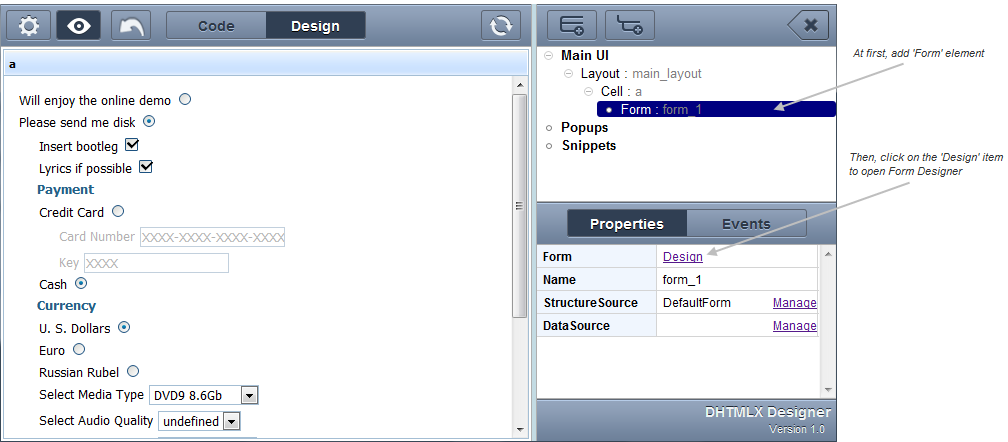 Code Design
a
Will enjoy the online demo
Please send me disk
Insert bootleg
Lyrics if possible
Payment
Credit Card
Card Number XXXX-XXXX-XXXX-XXXX
Key XXXX
Cash
Currency
U. S. Dollars
Euro
Russian Rubel
Select Media Type DVD9 8.6Gb
Select Audio Quality undefined
Main UI
Layout : main_layout
Cell : a
Form : form_1
Popups
Snippets
Properties Events
Form Design
Name form_1
StructureSource DefaultForm Manage
DataSource Manage
DHTMLX Designer
Version 1.0
At first, add 'Form' element
Then, click on the 'Design' item
to open Form Designer